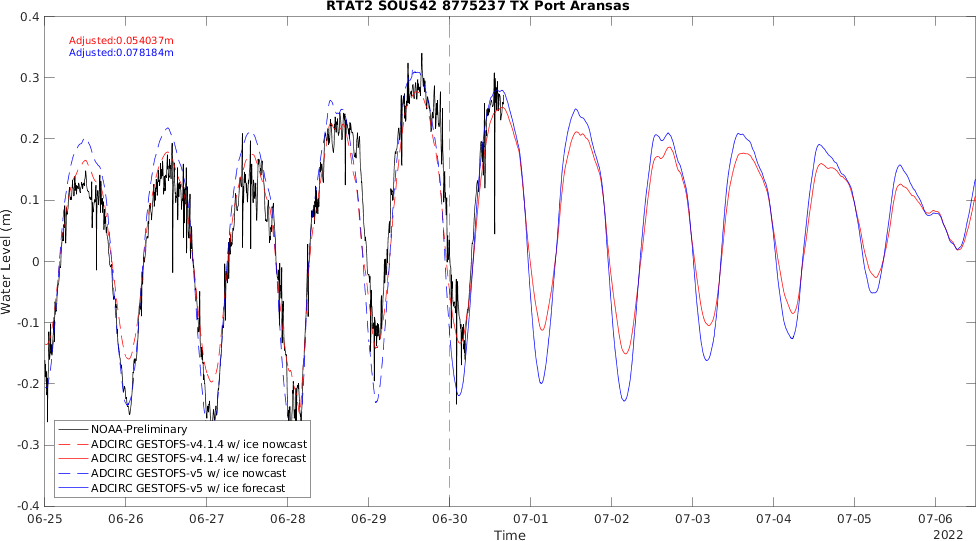 RTAT2 SOUS42 8775237 TX Port Aransas
0.4
Adjusted:0.054037m
Adjusted:0.078184m
0.3
0.2
0.1
0
-0.1
-0.2
-0.3
-0.4
Water Level (m)
NOAA-Preliminary
ADCIRC GESTOFS-v4.1.4 w/ ice nowcast
ADCIRC GESTOFS-v4.1.4 w/ ice forecast
ADCIRC GESTOFS-v5 w/ ice nowcast
ADCIRC GESTOFS-v5 w/ ice forecast
06-25 06-26 06-27 06-28 06-29 06-30 07-01 07-02 07-03 07-04 07-05 07-06
Time
2022